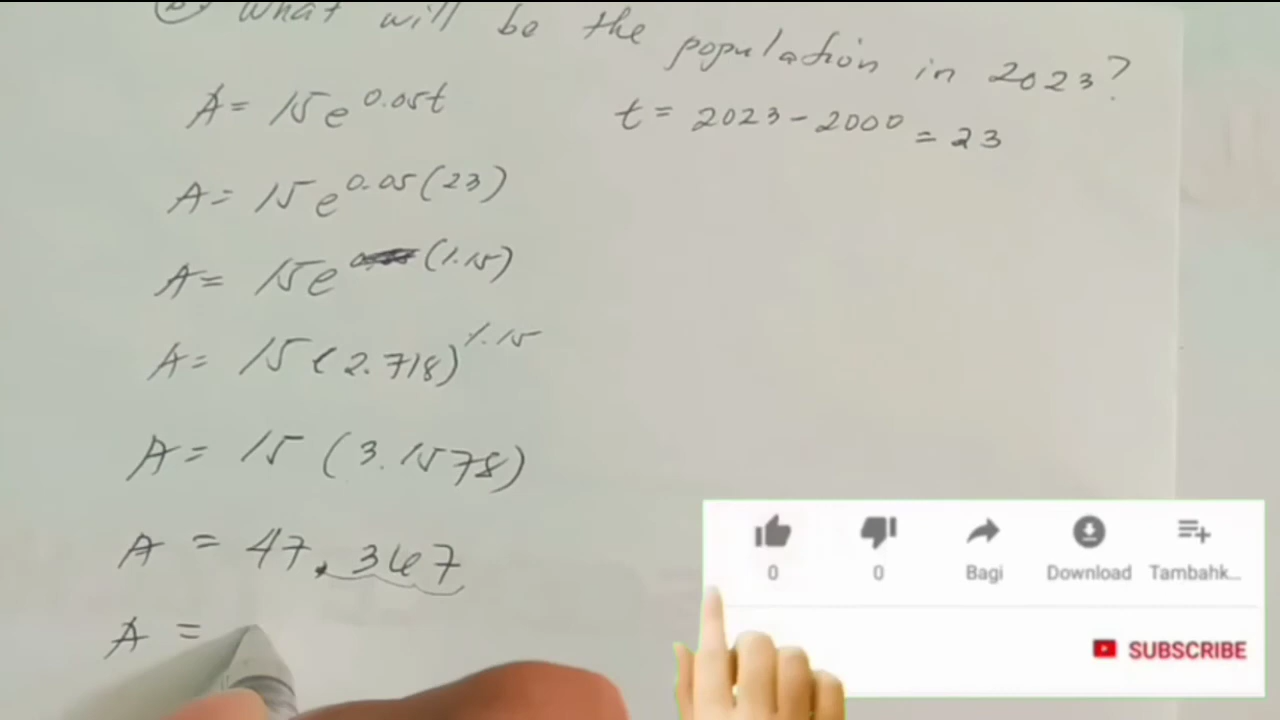 (b) What will be the population in 2023?
A = 15e^0.05t
t = 2023 - 2000 = 23
A = 15e^0.05(23)
A = 15e^(1.15)
A = 15(2.718)^1.15
A = 15(3.1578)
A = 47.367
A =
0
0
Bagi
Download
Tambahk...
SUBSCRIBE